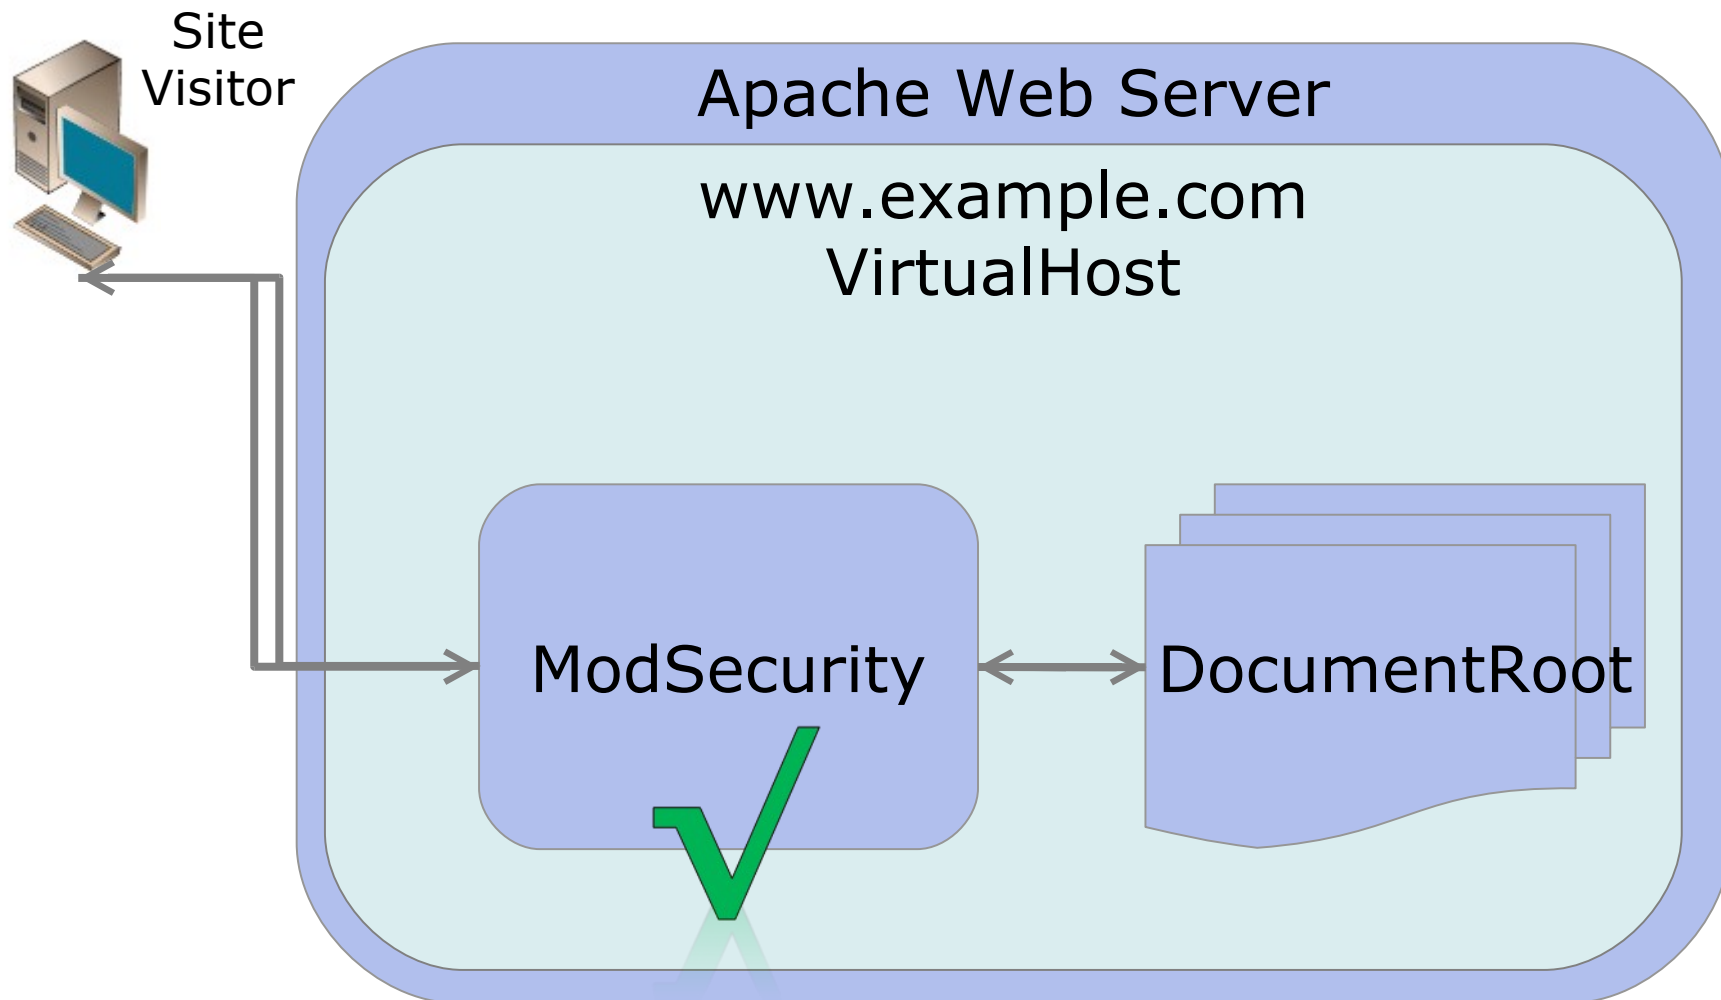 Site
Visitor
Apache Web Server
www.example.com
VirtualHost
ModSecurity
DocumentRoot